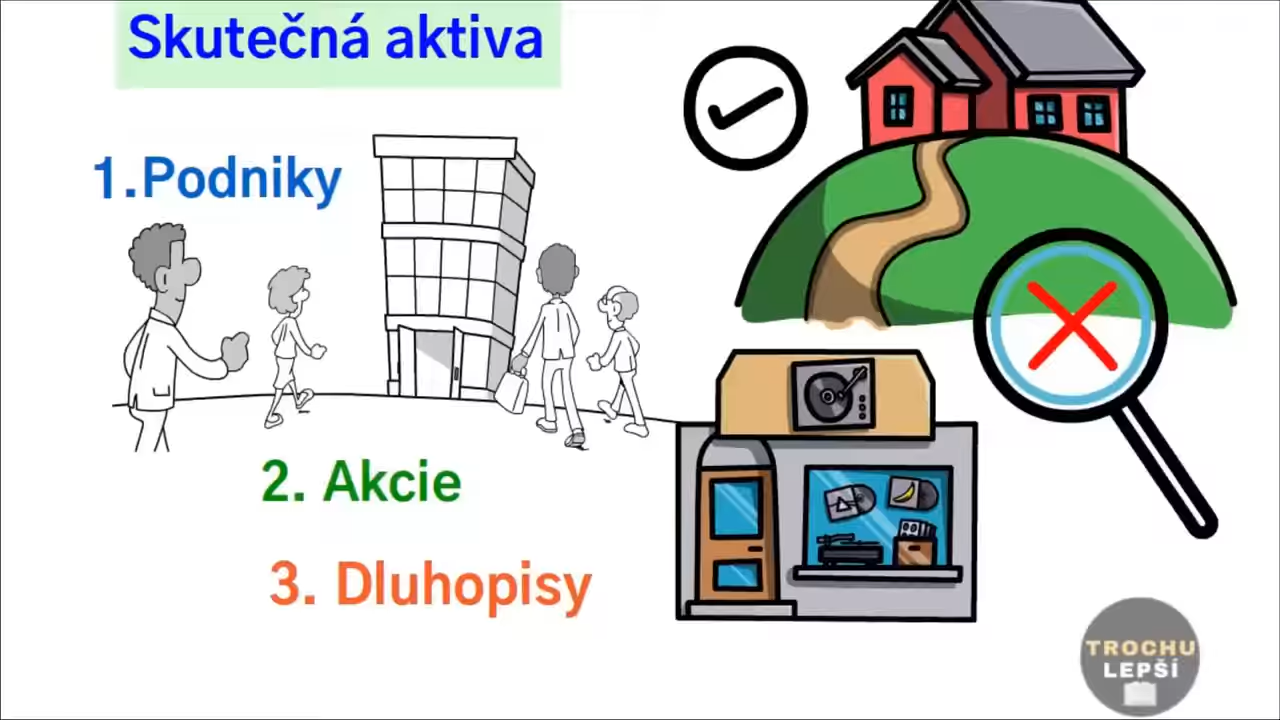 Skutečná aktiva
1.Podniky
2. Akcie
3. Dluhopisy
TROCHU
LEPŠÍ